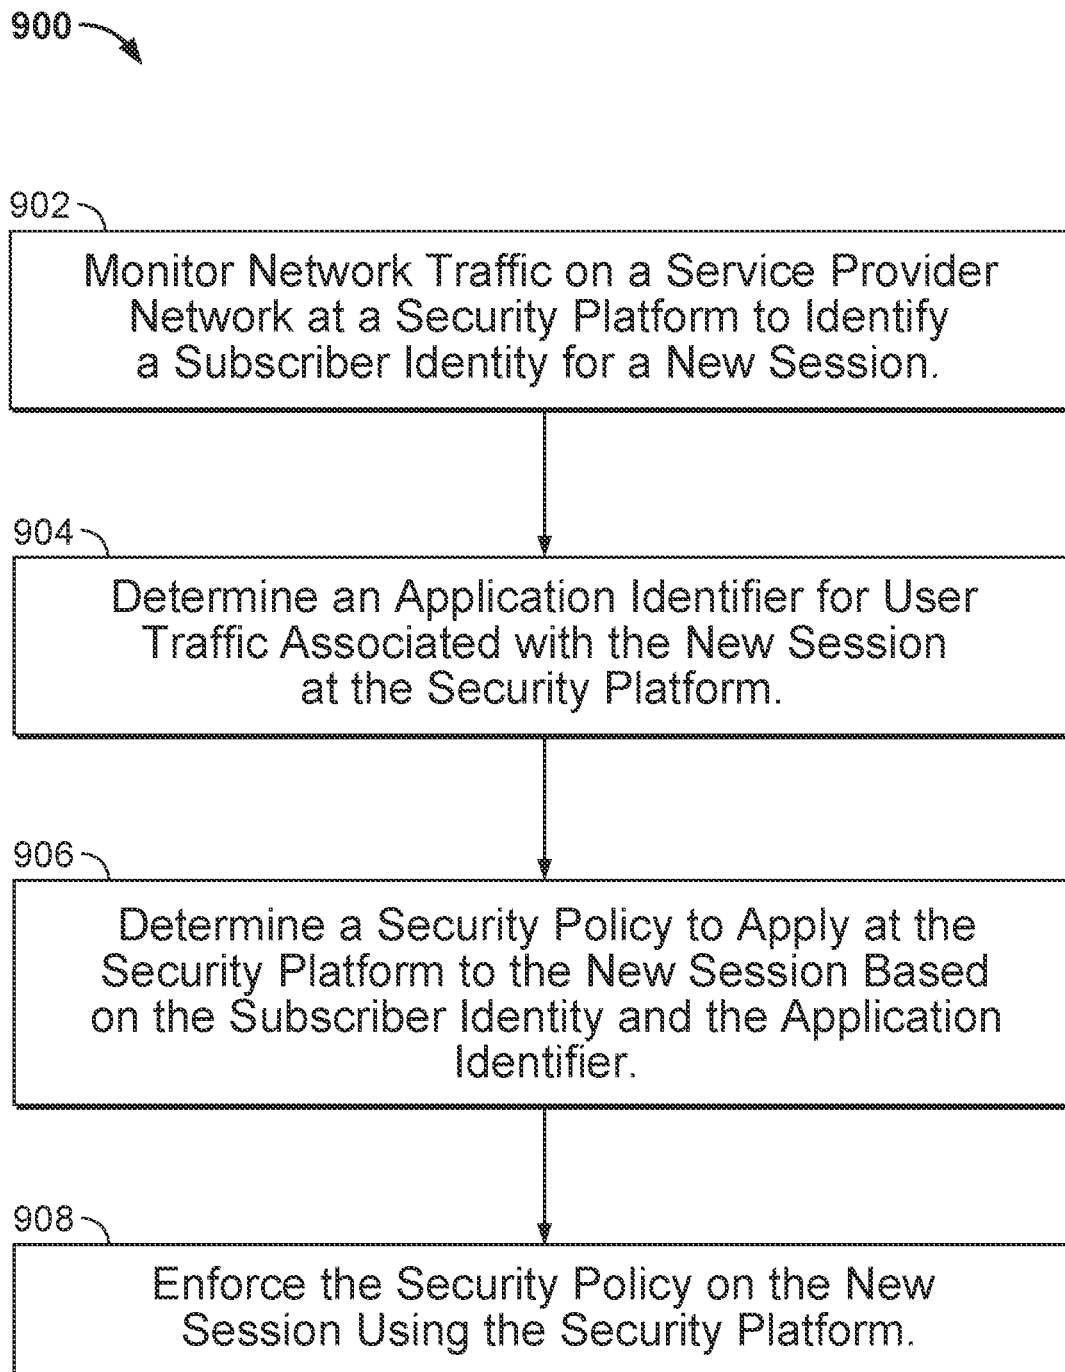 900
902
Monitor Network Traffic on a Service Provider
Network at a Security Platform to Identify
a Subscriber Identity for a New Session.
904
Determine an Application Identifier for User
Traffic Associated with the New Session
at the Security Platform.
906
Determine a Security Policy to Apply at the
Security Platform to the New Session Based
on the Subscriber Identity and the Application
Identifier.
908
Enforce the Security Policy on the New
Session Using the Security Platform.